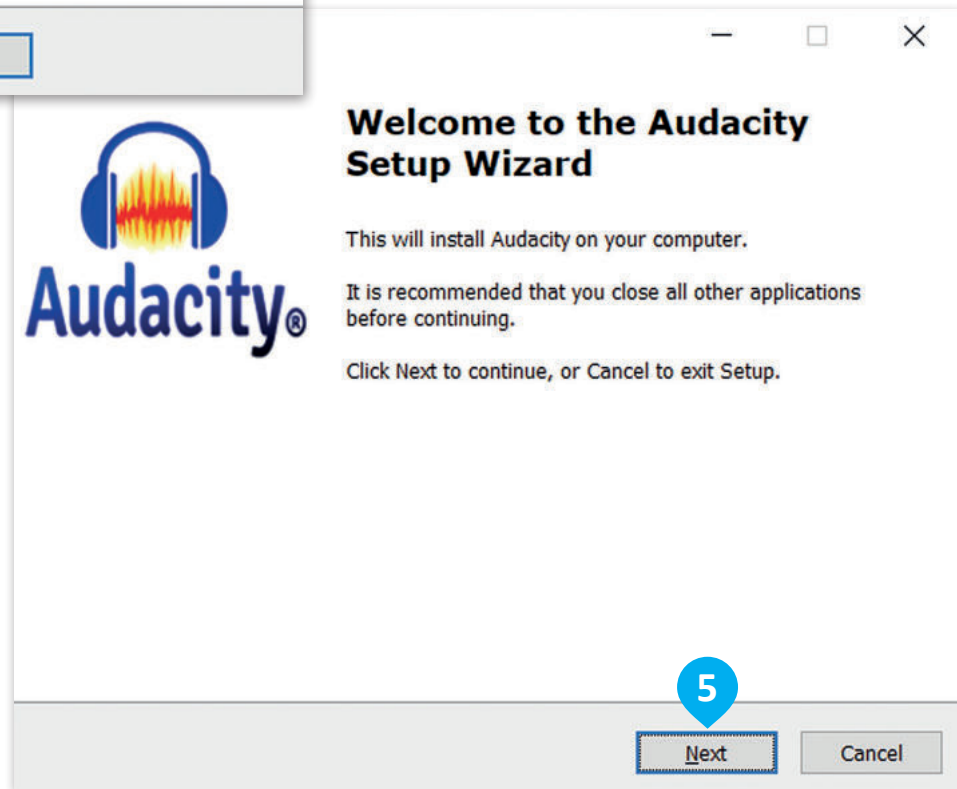 Welcome to the Audacity
Setup Wizard
This will install Audacity on your computer.
It is recommended that you close all other applications
before continuing.
Click Next to continue, or Cancel to exit Setup.
Audacity®
5
Next
Cancel